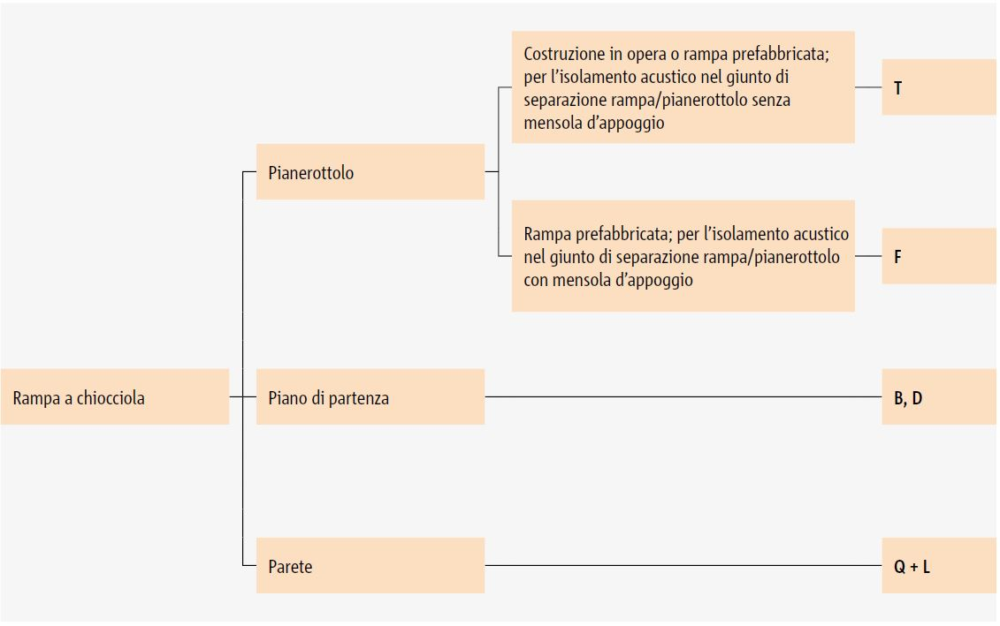 Costruzione in opera o rampa prefabbricata;
per l’isolamento acustico nel giunto di
separazione rampa/pianerottolo senza
mensola d’appoggio
T
Pianerottolo
Rampa prefabbricata; per l’isolamento acustico
nel giunto di separazione rampa/pianerottolo
con mensola d’appoggio
F
Rampa a chiocciola
Piano di partenza
B, D
Parete
Q + L